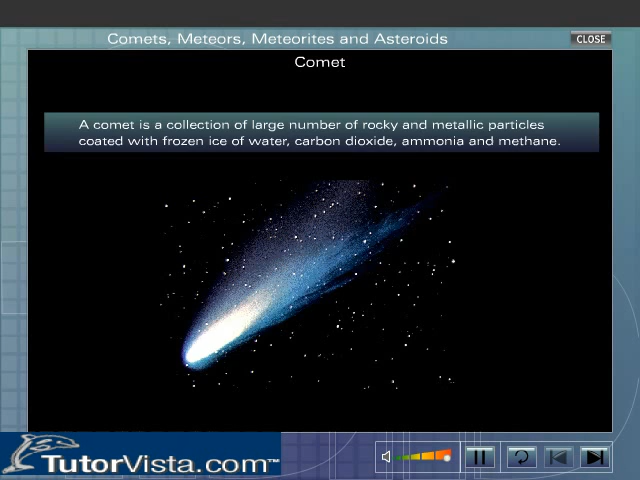 Comets, Meteors, Meteorites and Asteroids
CLOSE
Comet
A comet is a collection of large number of rocky and metallic particles
coated with frozen ice of water, carbon dioxide, ammonia and methane.
TutorVista.com™